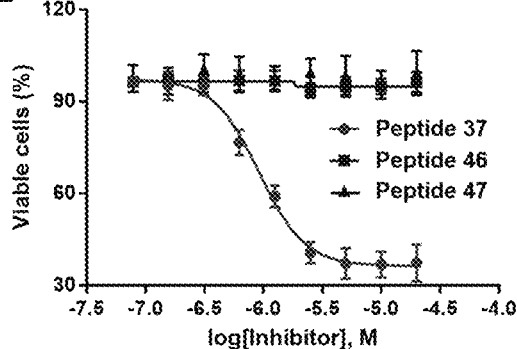 120
90
60
30
Viable cells (%)
Peptide 37
Peptide 46
Peptide 47
-7.5 -7.0 -6.5 -6.0 -5.5 -5.0 -4.5 -4.0
log[Inhibitor], M